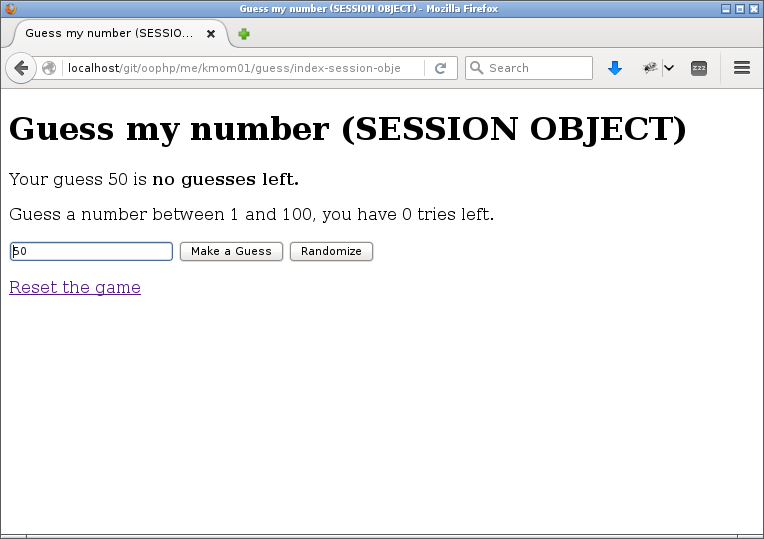 Guess my number (SESSION OBJECT) - Mozilla Firefox
Guess my number (SESSIO...
localhost/git/oophp/me/kmom01/guess/index-session-obje
Search
zzz
Guess my number (SESSION OBJECT)
Your guess 50 is no guesses left.
Guess a number between 1 and 100, you have 0 tries left.
50 Make a Guess Randomize
Reset the game